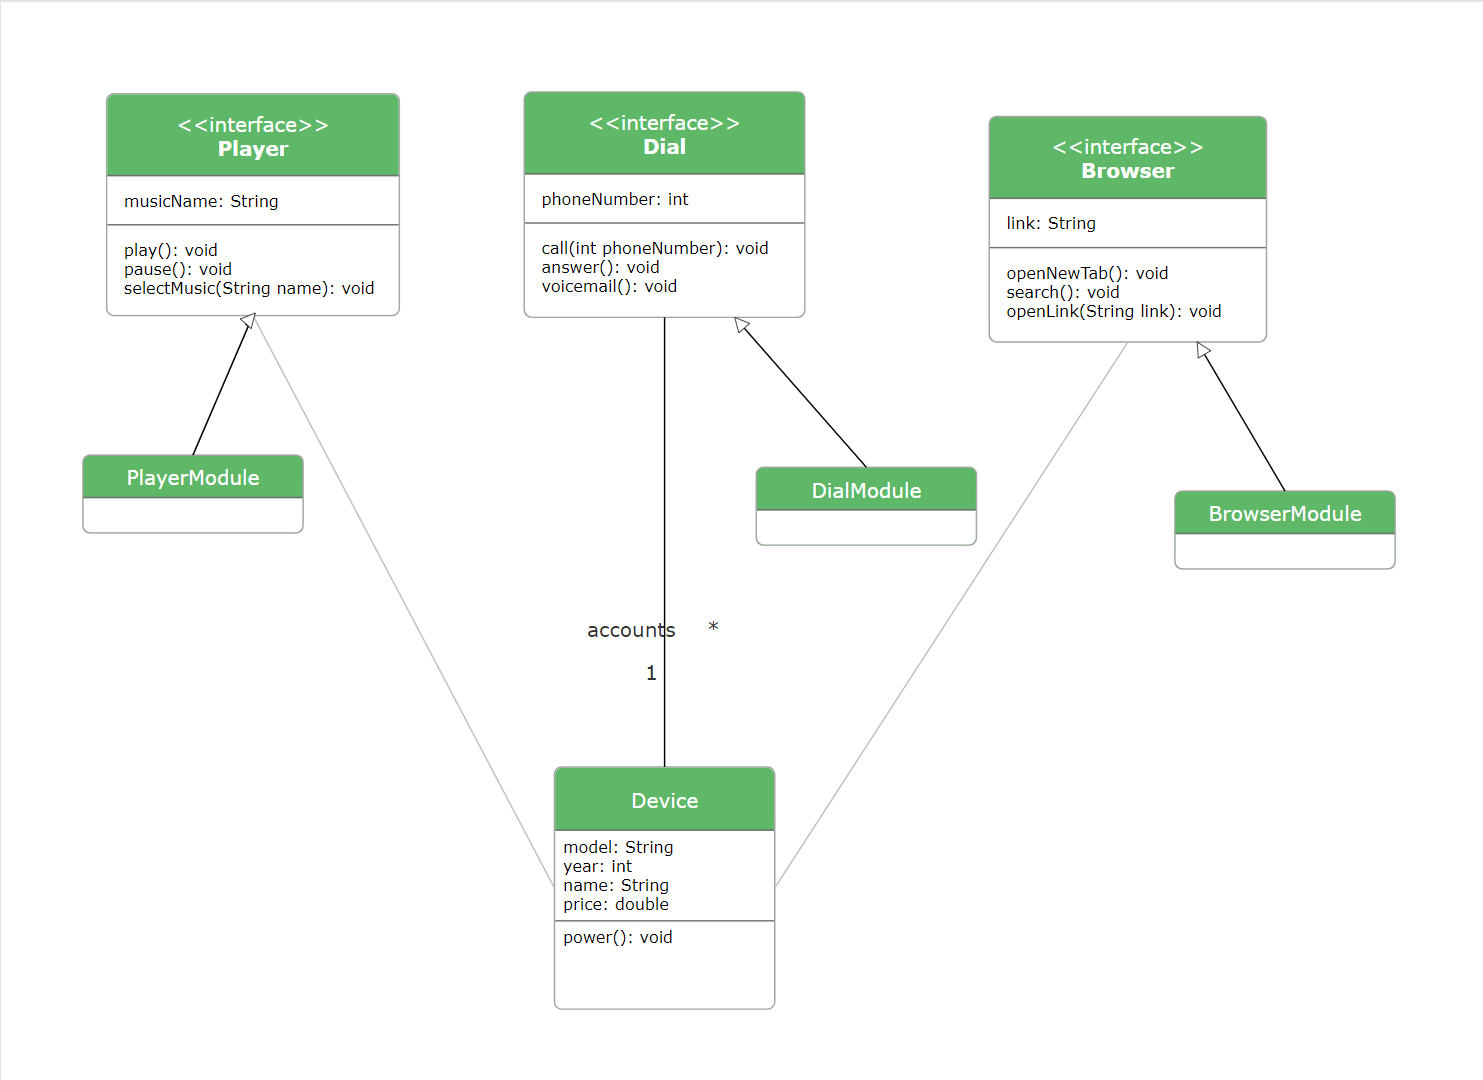 <<interface>>
Player
musicName: String
play(): void
pause(): void
selectMusic(String name): void
<<interface>>
Dial
phoneNumber: int
call(int phoneNumber): void
answer(): void
voicemail(): void
<<interface>>
Browser
link: String
openNewTab(): void
search(): void
openLink(String link): void
PlayerModule
DialModule
BrowserModule
accounts *
1
Device
model: String
year: int
name: String
price: double
power(): void